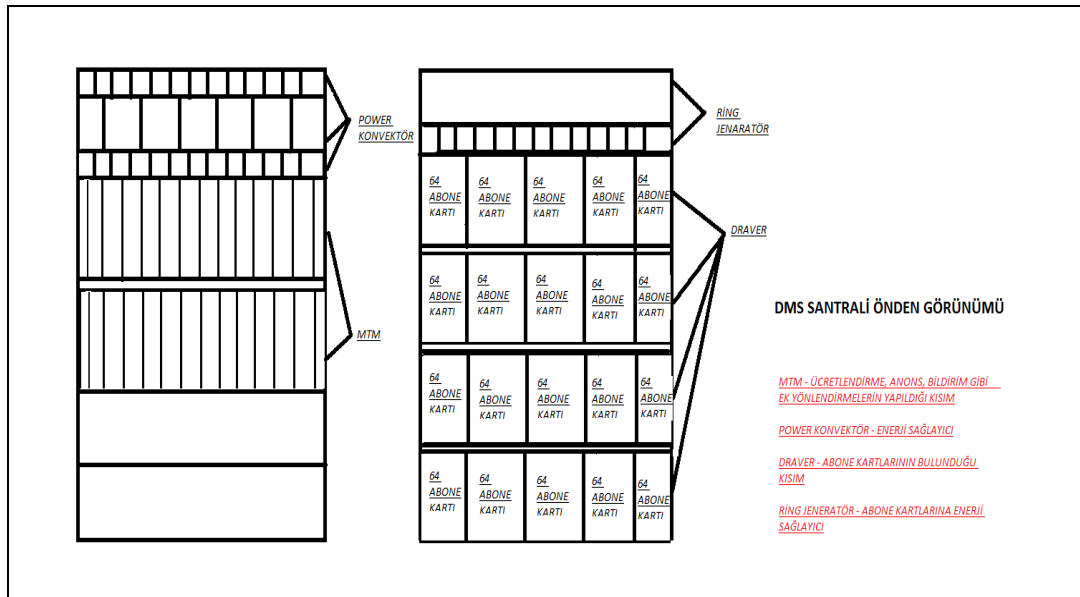 POWER
KONVEKTÖR
MTM
RİNG
JENARATÖR
64
ABONE
KARTI
64
ABONE
KARTI
64
ABONE
KARTI
64
ABONE
KARTI
64
ABONE
KARTI
DRAVER
64
ABONE
KARTI
64
ABONE
KARTI
64
ABONE
KARTI
64
ABONE
KARTI
64
ABONE
KARTI
64
ABONE
KARTI
64
ABONE
KARTI
64
ABONE
KARTI
64
ABONE
KARTI
64
ABONE
KARTI
64
ABONE
KARTI
64
ABONE
KARTI
64
ABONE
KARTI
64
ABONE
KARTI
64
ABONE
KARTI
DMS SANTRALİ ÖNDEN GÖRÜNÜMÜ
MTM - ÜCRETLENDİRME, ANONS, BİLDİRİM GİBİ
EK YÖNLENDİRMELERİN YAPILDIĞI KISIM
POWER KONVEKTÖR - ENERJİ SAĞLAYICI
DRAVER - ABONE KARTLARININ BULUNDUĞU
KISIM
RİNG JENERATÖR - ABONE KARTLARINA ENERJİ
SAĞLAYICI